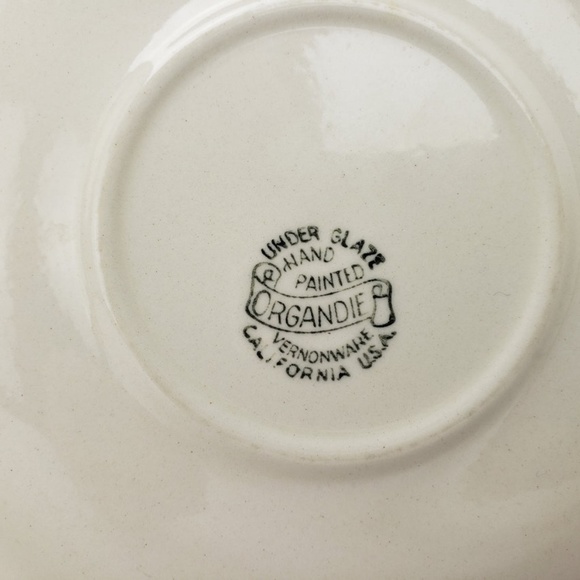 UNDER GLAZE
HAND
PAINTED
ORGANDIE
VERNONWARE
CALIFORNIA U.S.A.